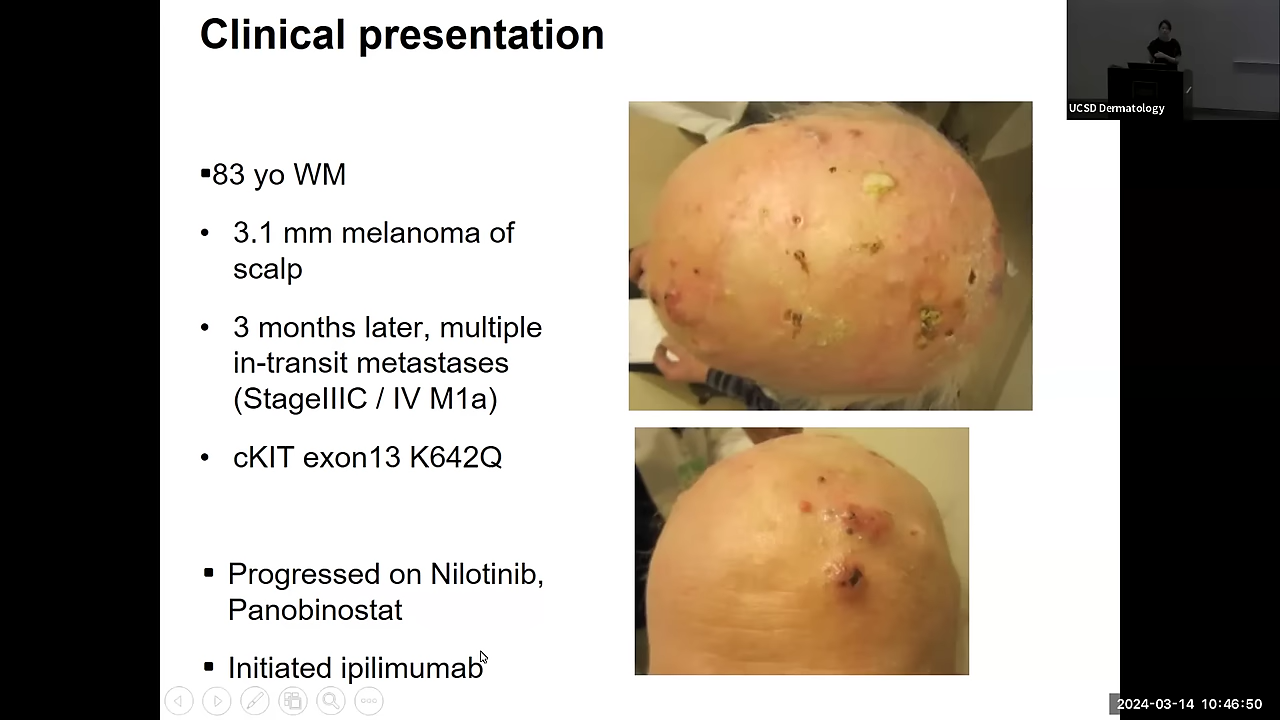 Clinical presentation
UCSD Dermatology
▪83 yo WM
• 3.1 mm melanoma of
scalp
• 3 months later, multiple
in-transit metastases
(StageIIIC / IV M1a)
• cKIT exon13 K642Q
▪ Progressed on Nilotinib,
Panobinostat
▪ Initiated ipilimumab
2024-03-14 10:46:50